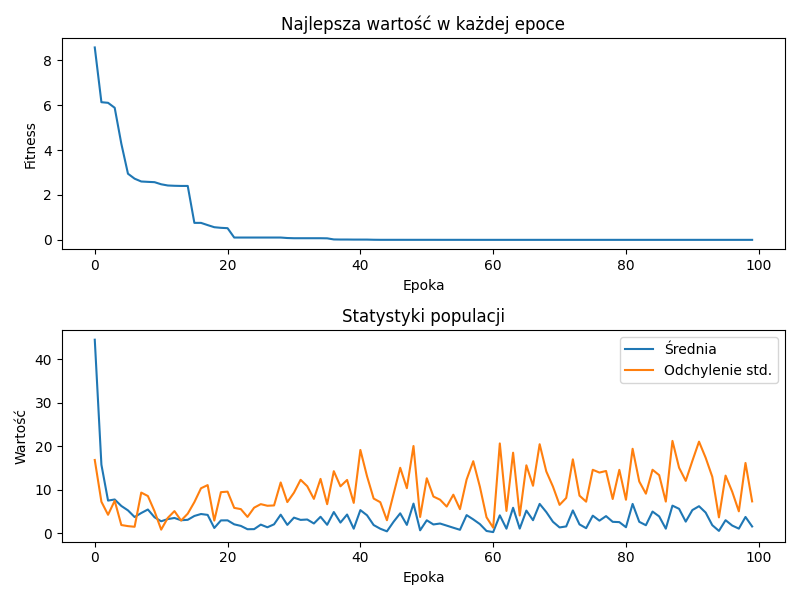 Najlepsza wartość w każdej epoce
8
6
4
2
0
Fitness
0 20 40 60 80 100
Epoka
Statystyki populacji
40
30
20
10
0
Wartość
Średnia
Odchylenie std.
0 20 40 60 80 100
Epoka